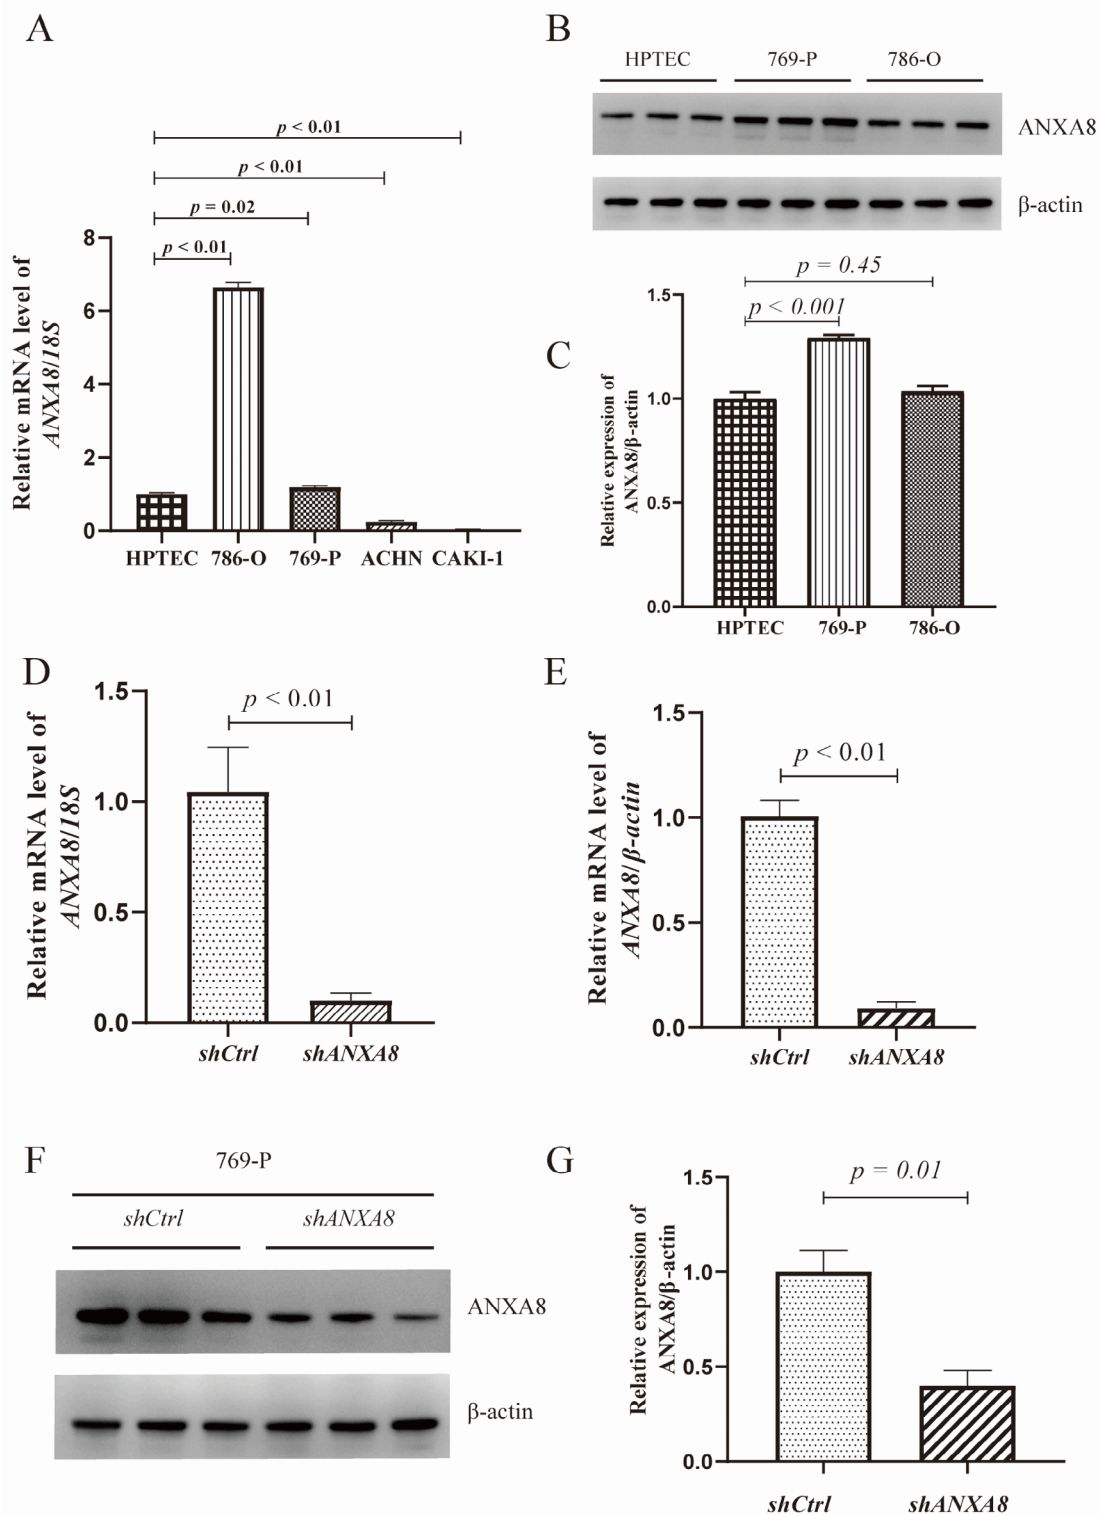 A
p < 0.01
p < 0.01
p = 0.02
p < 0.01
Relative mRNA level of
ANXA8/18S
8
6
4
2
0
HPTEC 786-O 769-P ACHN CAKI-1
B
HPTEC 769-P 786-O
ANXA8
β-actin
C
p = 0.45
p < 0.001
Relative expression of
ANXA8/β-actin
1.5
1.0
0.5
0.0
HPTEC 769-P 786-O
D
p < 0.01
Relative mRNA level of
ANXA8/18S
1.5
1.0
0.5
0.0
shCtrl shANXA8
E
p < 0.01
Relative mRNA level of
ANXA8/β-actin
1.5
1.0
0.5
0.0
shCtrl shANXA8
F
769-P
shCtrl shANXA8
ANXA8
β-actin
G
p = 0.01
Relative expression of
ANXA8/β-actin
1.5
1.0
0.5
0.0
shCtrl shANXA8